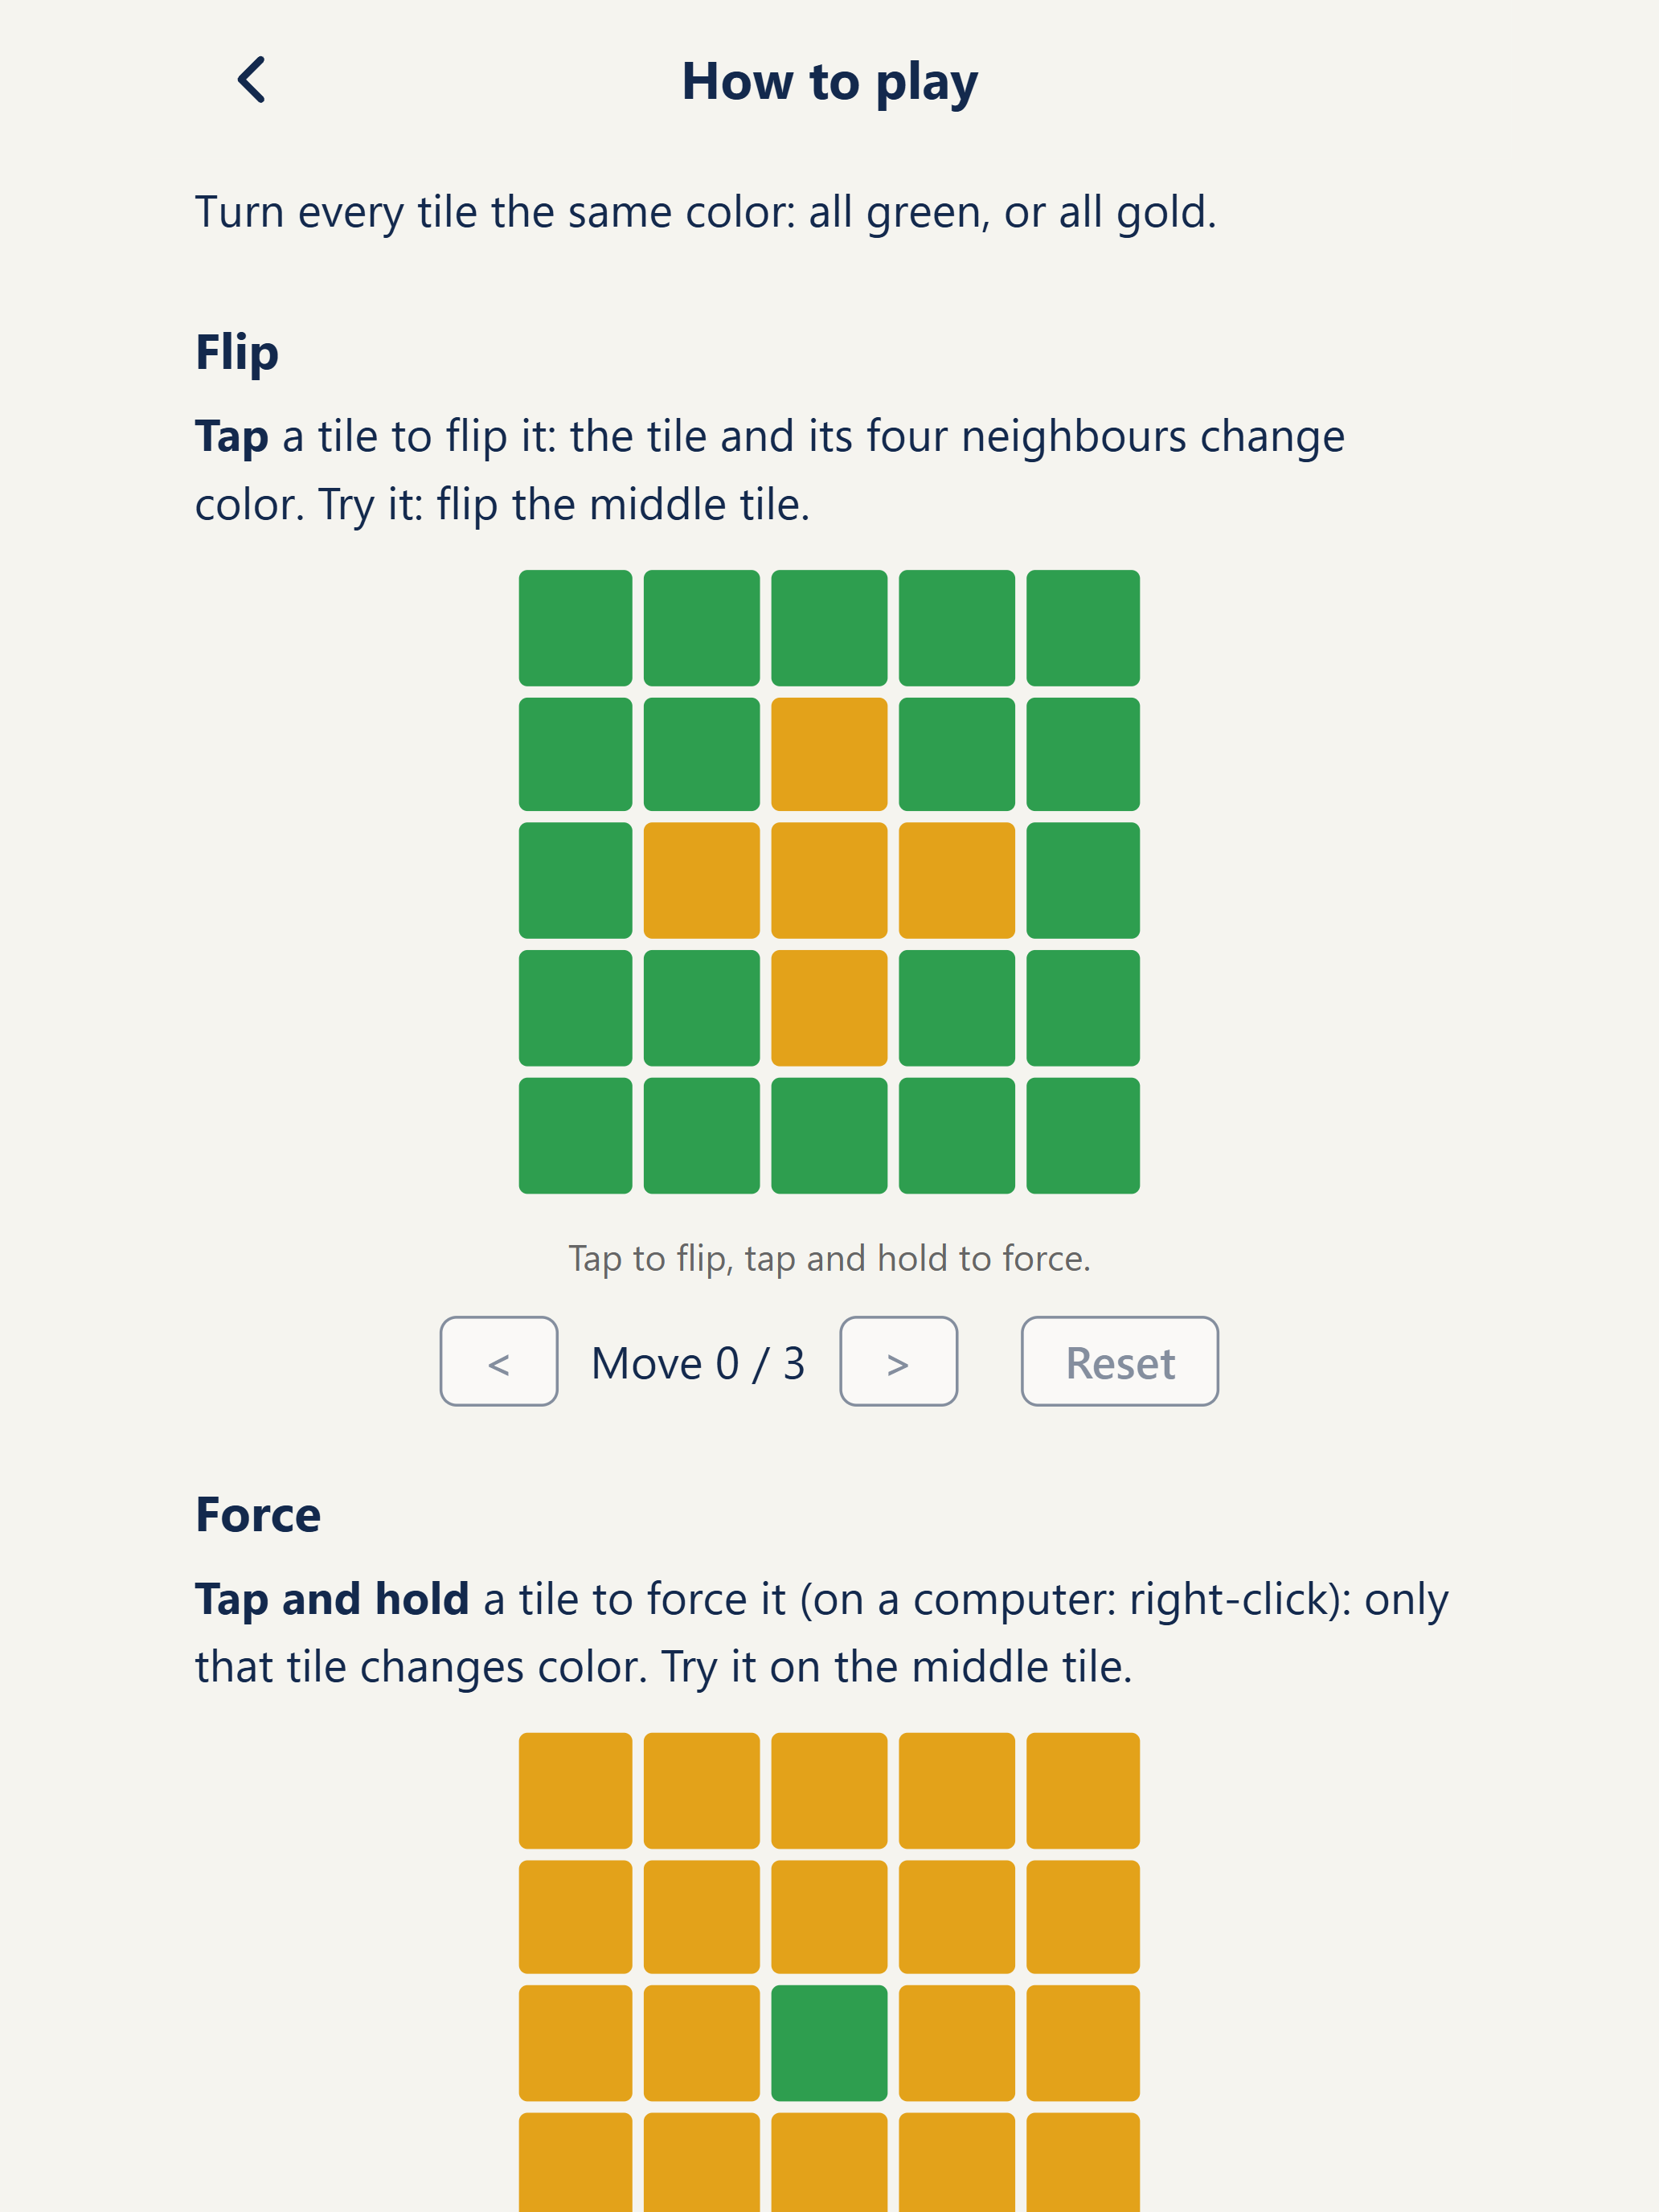 How to play
Turn every tile the same color: all green, or all gold.
Flip
Tap a tile to flip it: the tile and its four neighbours change
color. Try it: flip the middle tile.
Tap to flip, tap and hold to force.
< Move 0 / 3 > Reset
Force
Tap and hold a tile to force it (on a computer: right-click): only
that tile changes color. Try it on the middle tile.